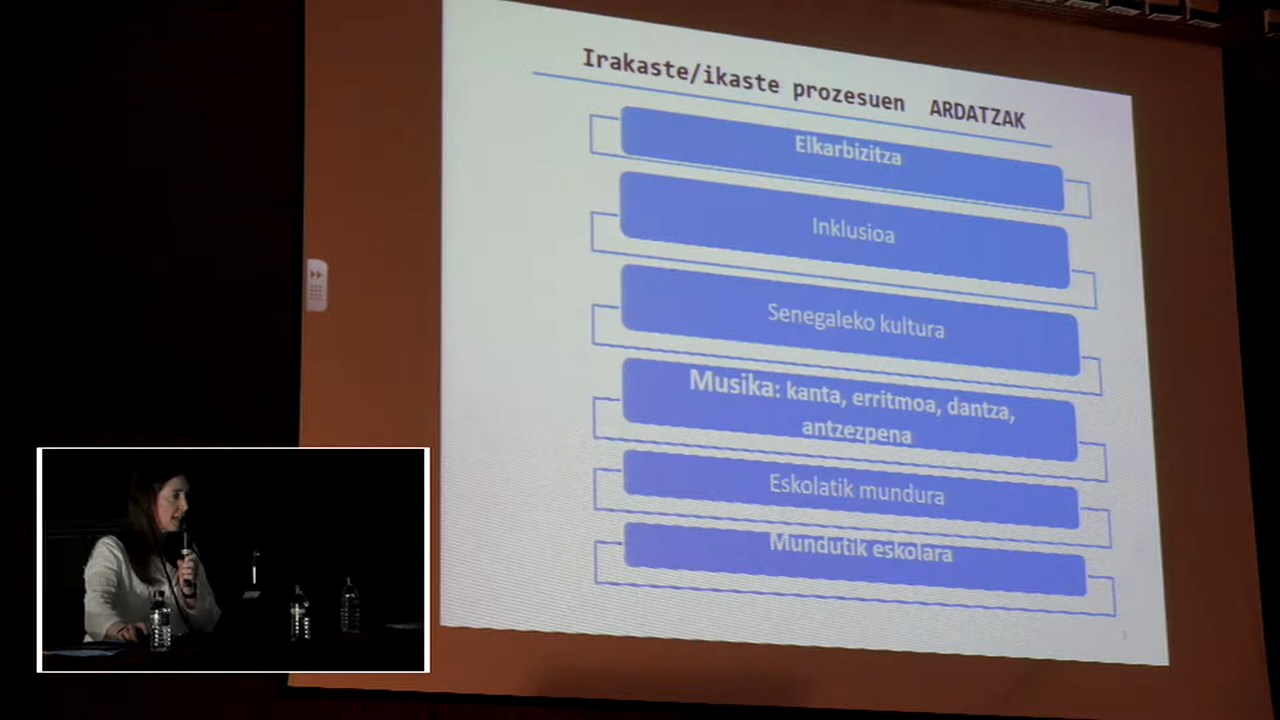 Irakaste/ikaste prozesuen ARDATZAK
Elkarbizitza
Inklusioa
Senegaleko kultura
Musika: kanta, erritmoa, dantza,
antzezpena
Eskolatik mundura
Mundutik eskolara